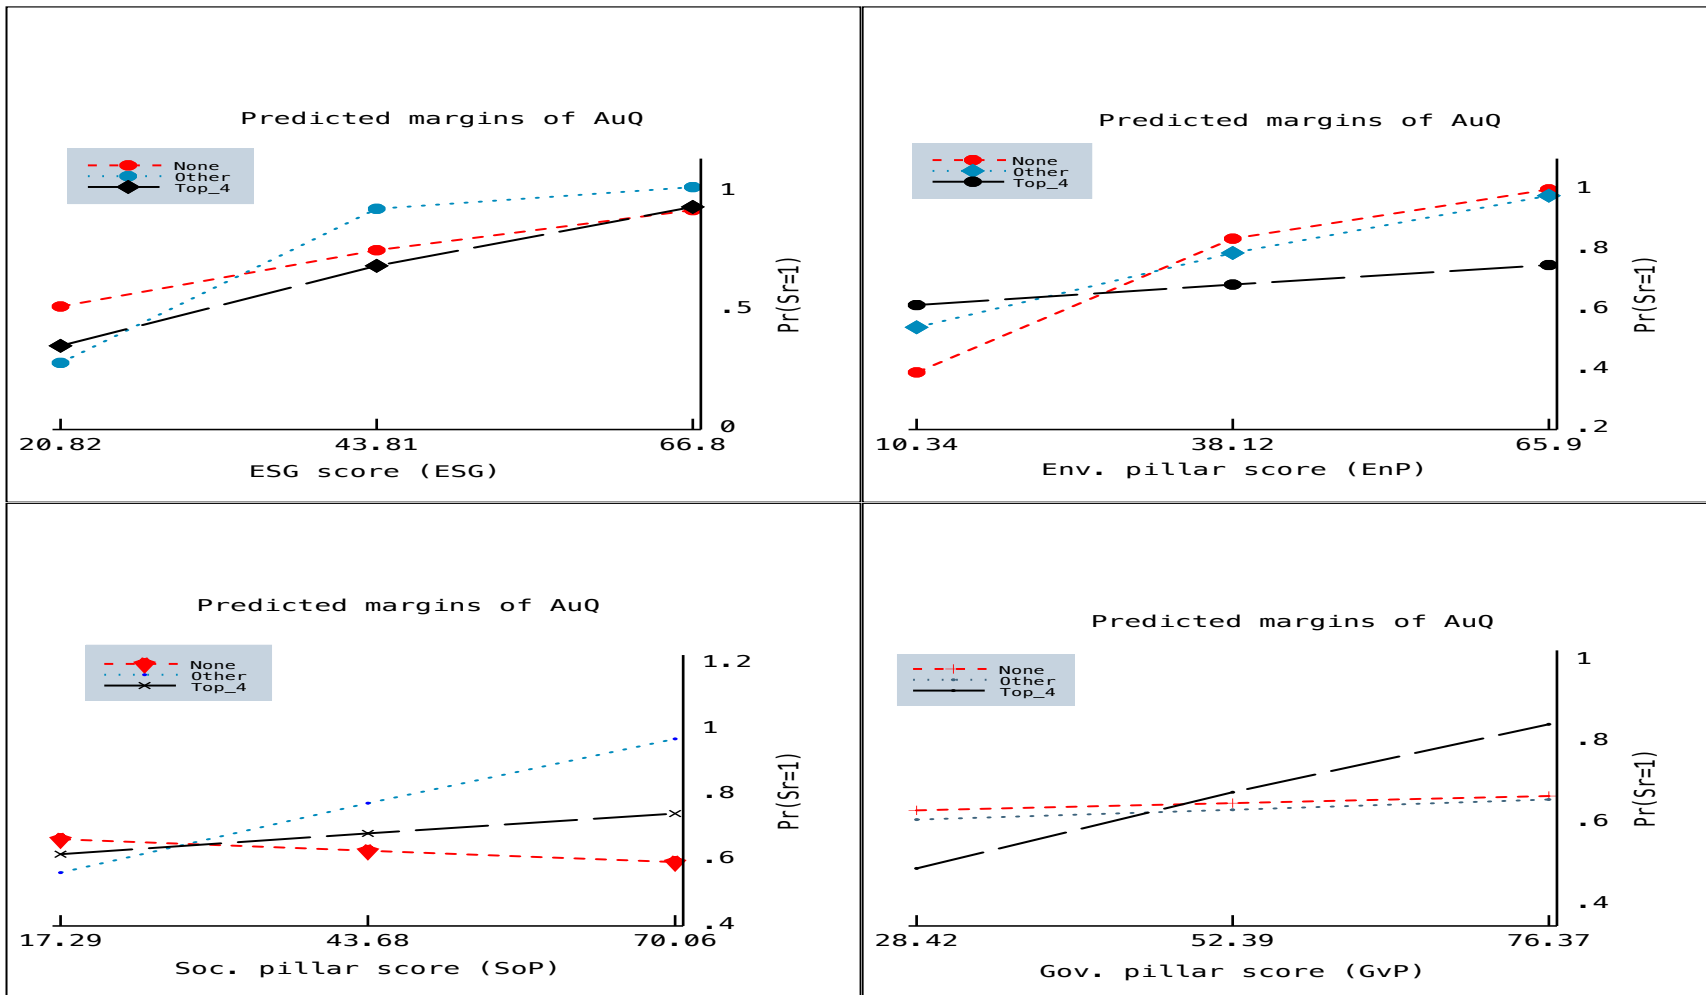 Predicted margins of AuQ
None
Other
Top_4
1
.5
0
Pr(Sr=1)
20.82 43.81 66.8
ESG score (ESG)
Predicted margins of AuQ
None
Other
Top_4
1
.8
.6
.4
.2
Pr(Sr=1)
10.34 38.12 65.9
Env. pillar score (EnP)
Predicted margins of AuQ
None
Other
Top_4
1.2
1
.8
.6
.4
Pr(Sr=1)
17.29 43.68 70.06
Soc. pillar score (SoP)
Predicted margins of AuQ
None
Other
Top_4
1
.8
.6
.4
Pr(Sr=1)
28.42 52.39 76.37
Gov. pillar score (GvP)